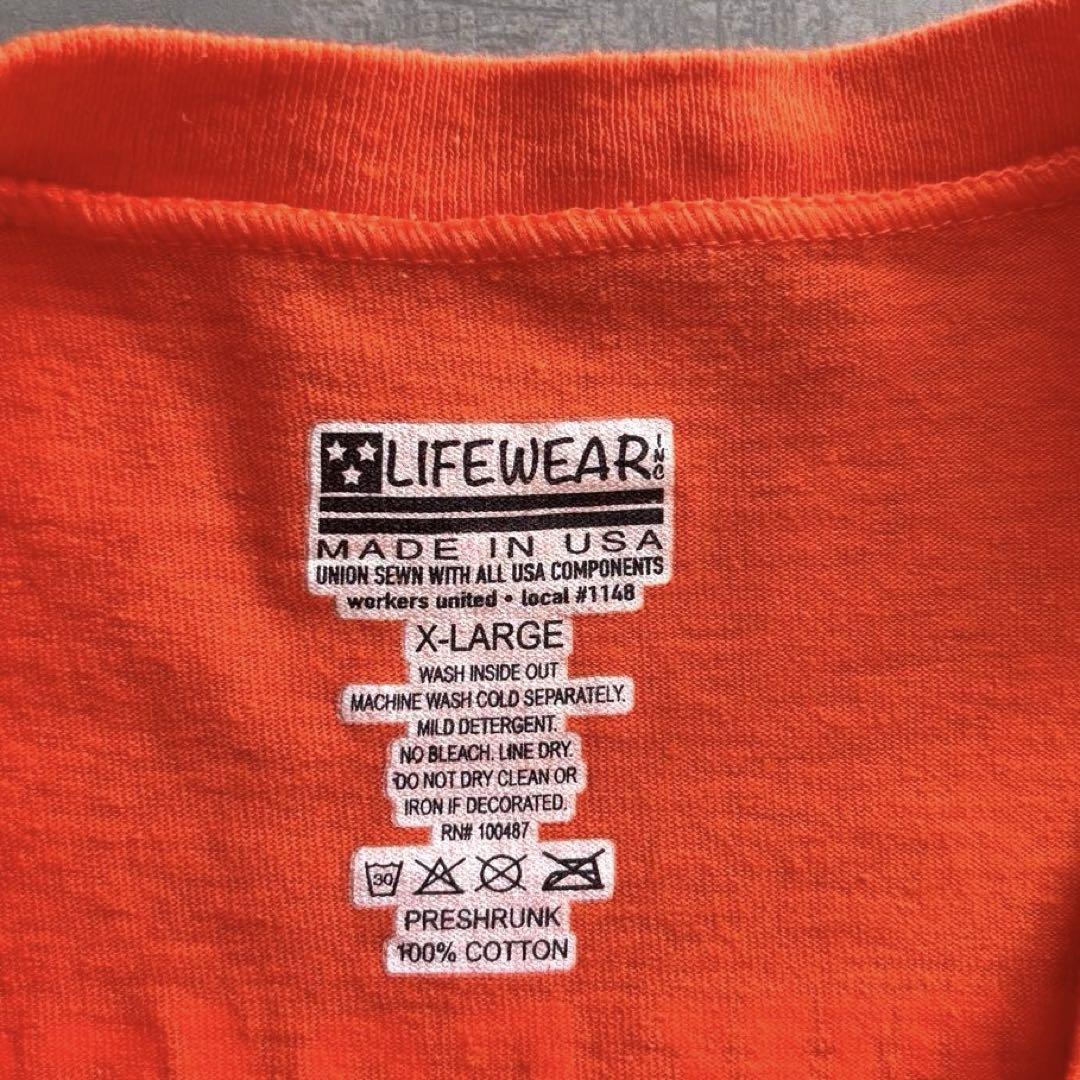 LIFEWEAR INC
MADE IN USA
UNION SEWN WITH ALL USA COMPONENTS
workers united • local #1148
X-LARGE
WASH INSIDE OUT
MACHINE WASH COLD SEPARATELY.
MILD DETERGENT.
NO BLEACH. LINE DRY.
DO NOT DRY CLEAN OR
IRON IF DECORATED.
RN# 100487
30
PRESHRUNK
100% COTTON